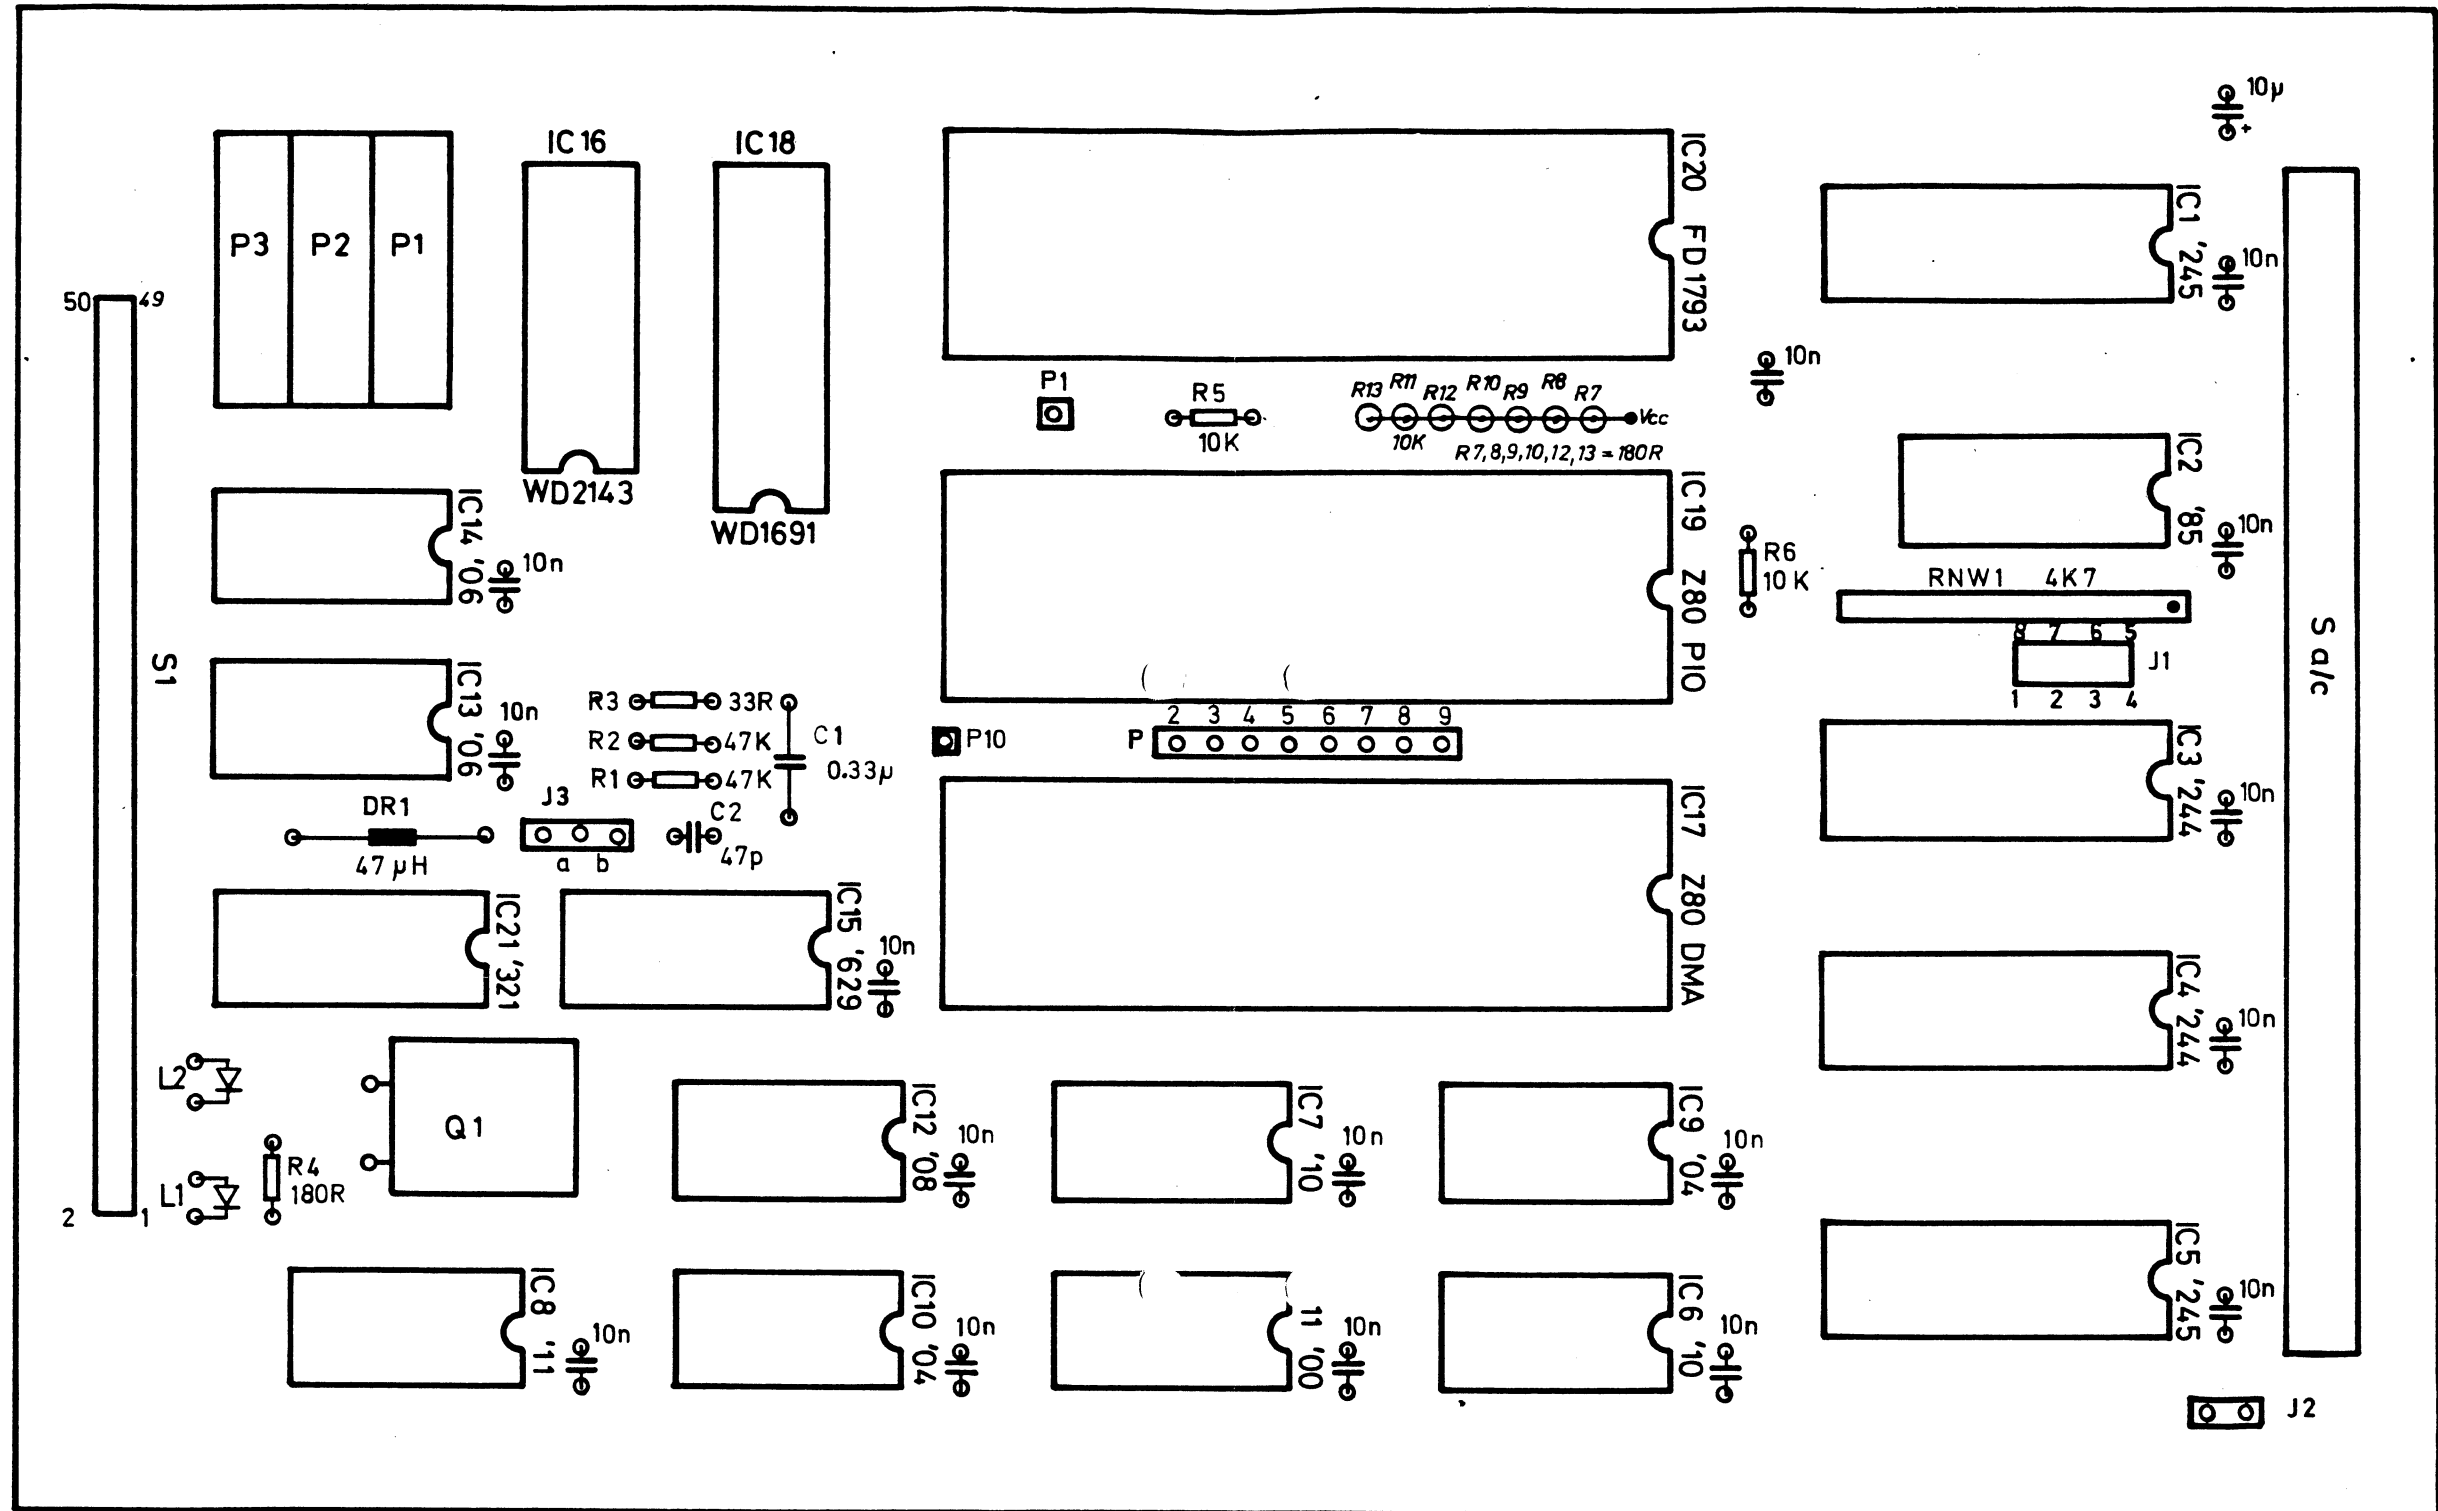 10µ
+
IC16
IC18
IC20 FD1793
IC1 '245
P3
P2
P1
10n
50
49
10n
P1
R5
10K
R13
R11
R12
R10
R9
R8
R7
Vcc
10K
R7,8,9,10,12,13 = 180R
IC2 '85
10n
WD2143
WD1691
IC14 '06
10n
IC19 Z80 PIO
R6
10K
RNW1 4K7
8 7 6 5
J1
1 2 3 4
S a/c
S1
IC13 '06
10n
R3
33R
R2
47K
R1
47K
C1
0.33µ
P10
P
2 3 4 5 6 7 8 9
IC3 '244
10n
DR1
47µH
J3
a b
C2
47p
IC17 Z80 DMA
IC21 '321
IC15 '629
10n
IC4 '244
10n
L2
Q1
IC12 '08
10n
IC7 '10
10n
IC9 '04
10n
R4
180R
L1
2
1
IC5 '245
10n
IC8 '11
10n
IC10 '04
10n
11 '00
10n
IC6 '10
10n
J2